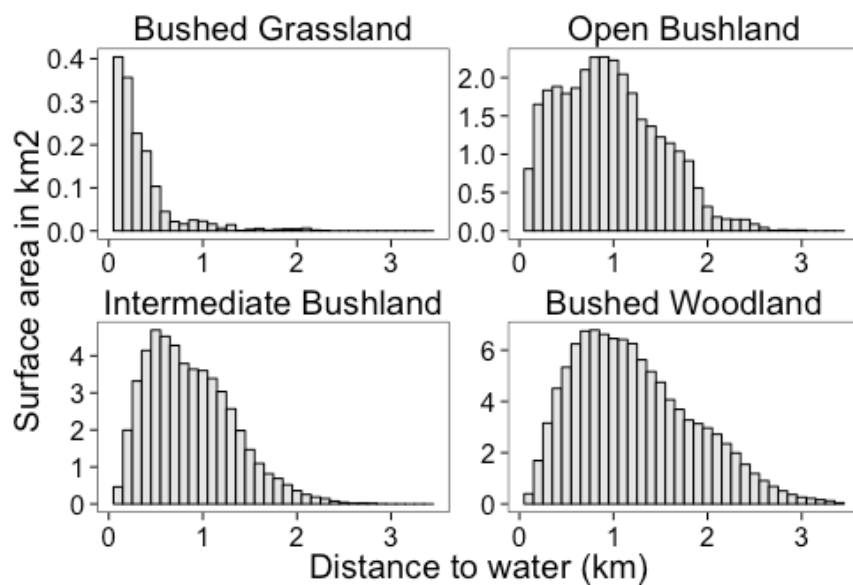 Bushed Grassland
Open Bushland
0.4
0.3
0.2
0.1
0.0
0 1 2 3
2.0
1.5
1.0
0.5
0.0
0 1 2 3
Intermediate Bushland
Bushed Woodland
4
3
2
1
0
0 1 2 3
6
4
2
0
0 1 2 3
Surface area in km2
Distance to water (km)